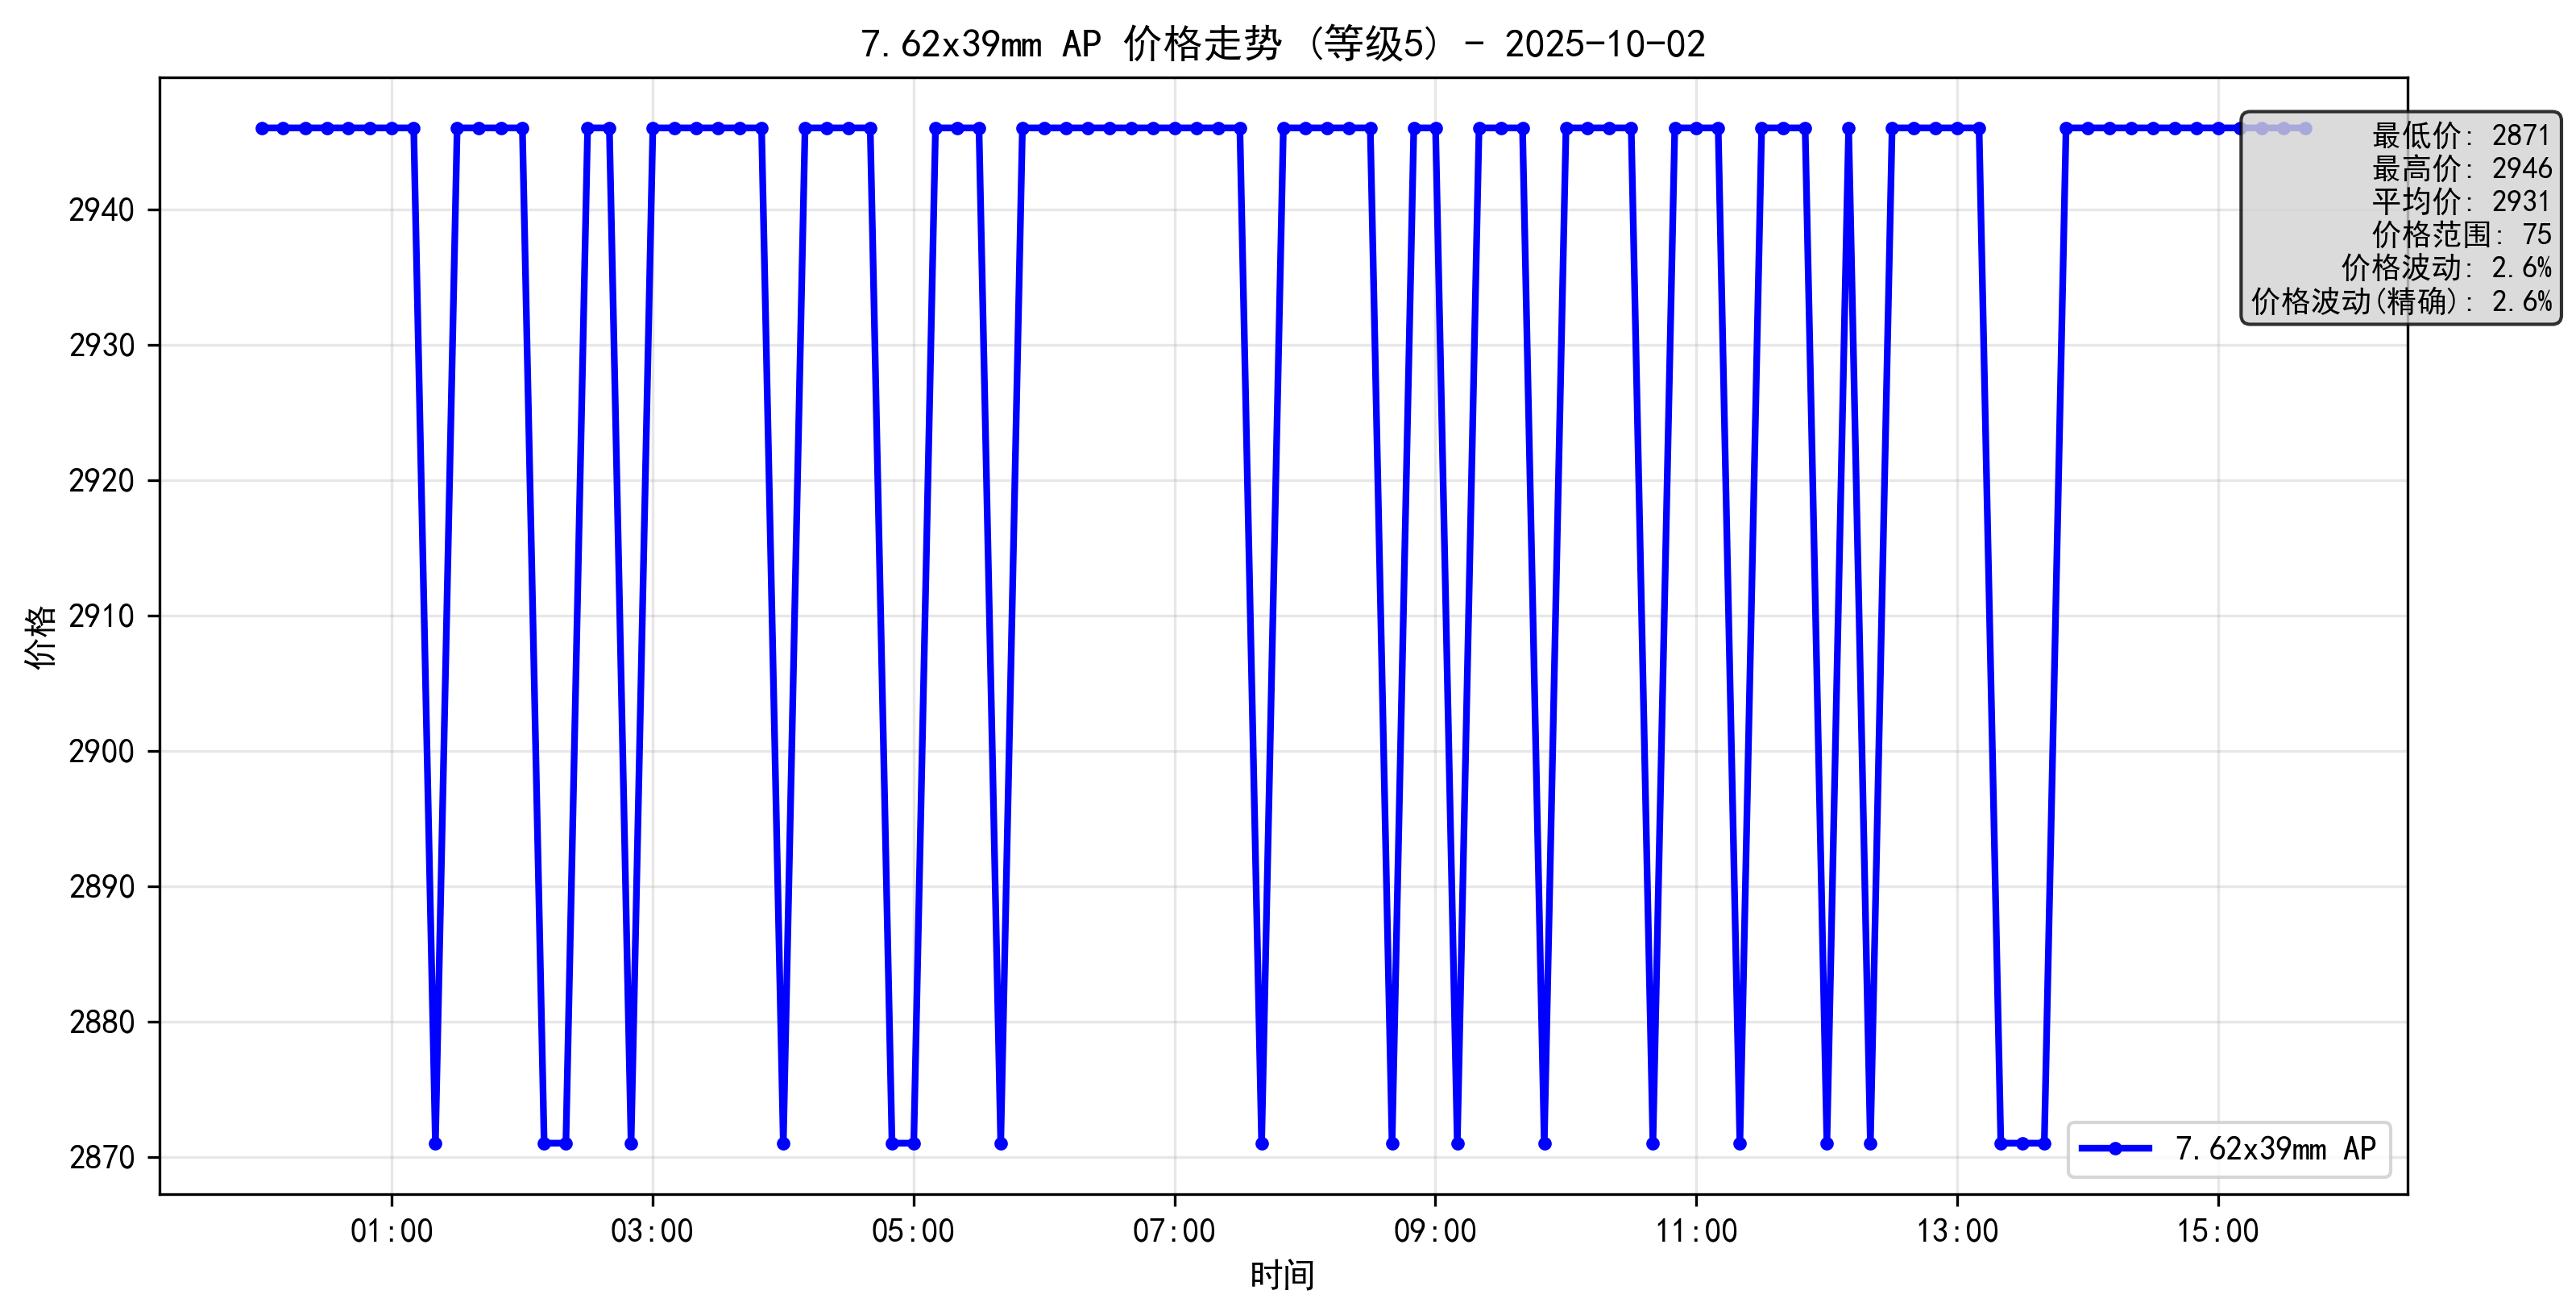 7.62x39mm AP 价格走势 (等级5) - 2025-10-02
最低价: 2871
最高价: 2946
平均价: 2931
价格范围: 75
价格波动: 2.6%
价格波动(精确): 2.6%
2940
2930
2920
2910
2900
2890
2880
2870
价格
7.62x39mm AP
01:00 03:00 05:00 07:00 09:00 11:00 13:00 15:00
时间